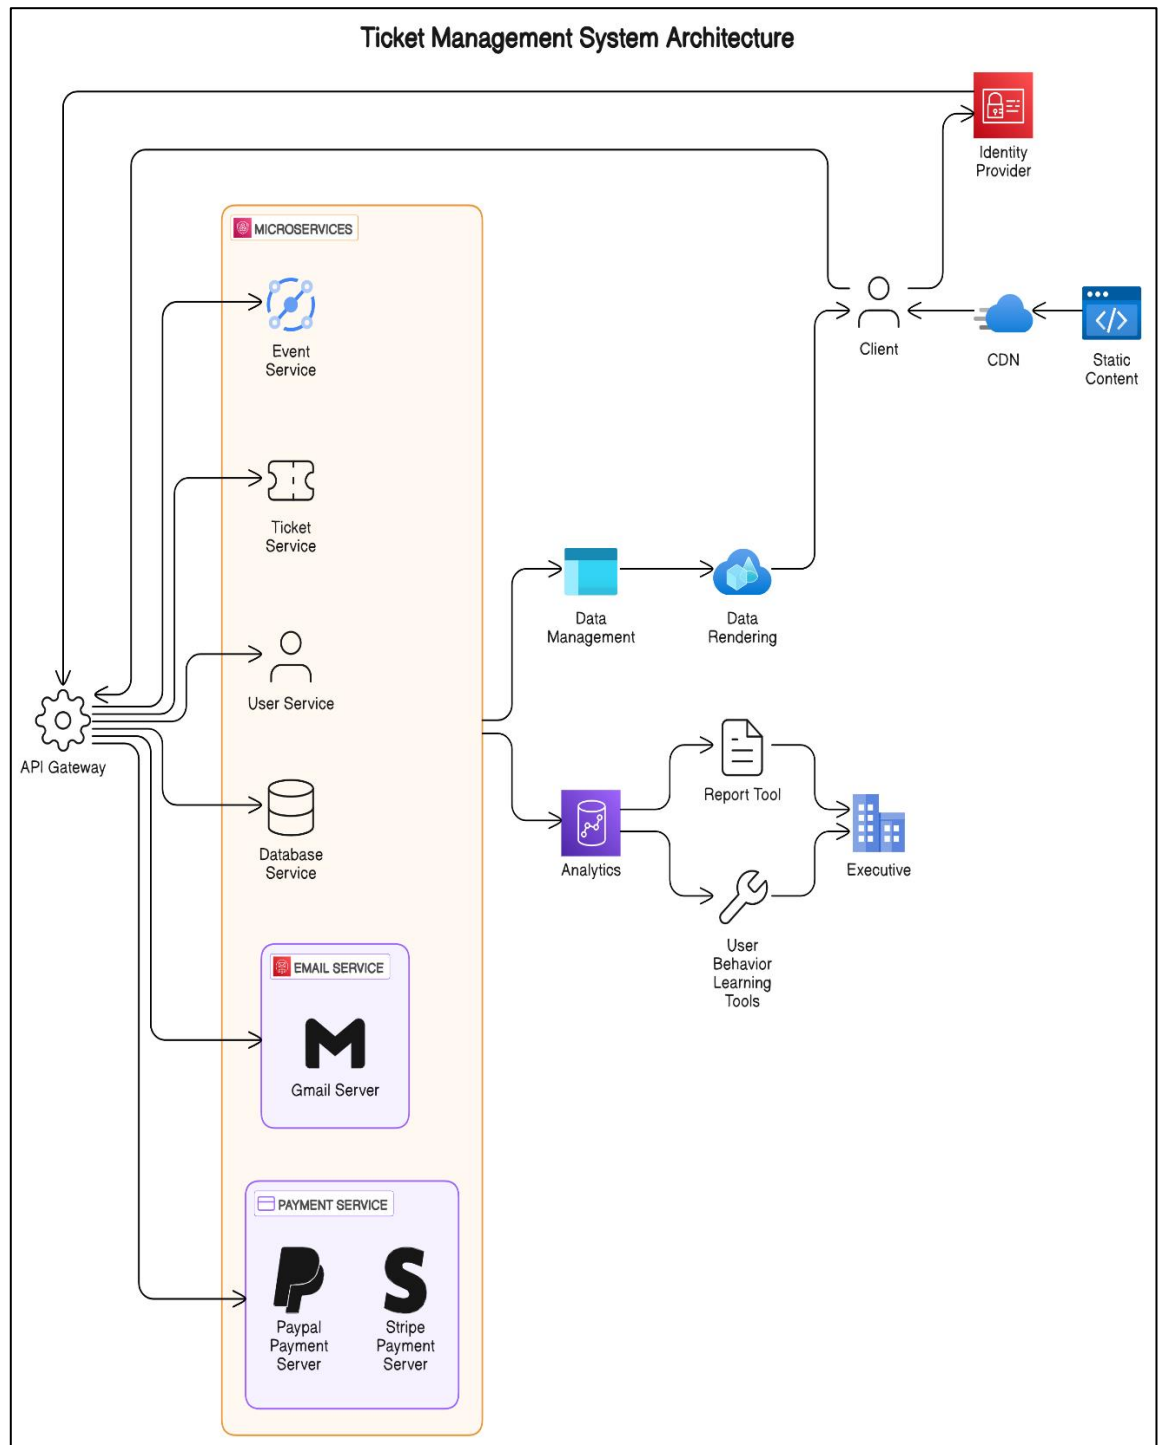 Ticket Management System Architecture
Identity
Provider
MICROSERVICES
Event
Service
Client
CDN
Static
Content
Ticket
Service
Data
Management
Data
Rendering
User Service
API Gateway
Report Tool
Database
Service
Analytics
Executive
User
Behavior
Learning
Tools
EMAIL SERVICE
Gmail Server
PAYMENT SERVICE
Paypal
Payment
Server
Stripe
Payment
Server